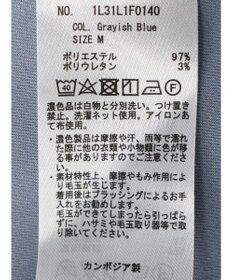 NO. 1L31L1F0140
COL. Grayish Blue
SIZE M
ポリエステル 97%
ポリウレタン 3%
40
濃色品は白物と分別洗い。つけ置き
禁止。洗濯ネット使用。アイロンあ
て布使用。
・濃色製品は摩擦や汗、雨等で濡れ
た際に他の衣類や小物類に色が移
る事がありますのでご注意くださ
い。
・素材特性上、摩擦やもみ作用によ
り毛玉が生じます。
着用後はブラッシングによるお手
入れをお勧めします。
毛玉ができてしまったら引っぱらず
に、ハサミや毛玉取り器等で取
り除いてください。
カンボジア製